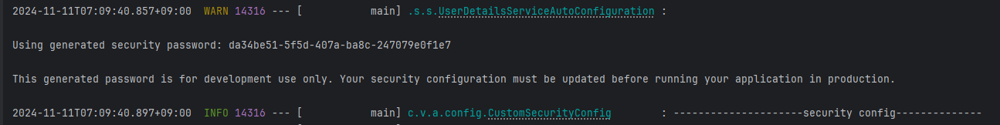 2024-11-11T07:09:40.857+09:00  WARN 14316 --- [           main] .s.s.UserDetailsServiceAutoConfiguration :
Using generated security password: da34be51-5f5d-407a-ba8c-247079e0f1e7
This generated password is for development use only. Your security configuration must be updated before running your application in production.
2024-11-11T07:09:40.897+09:00  INFO 14316 --- [           main] c.v.a.config.CustomSecurityConfig        : ---------------------security config--------------